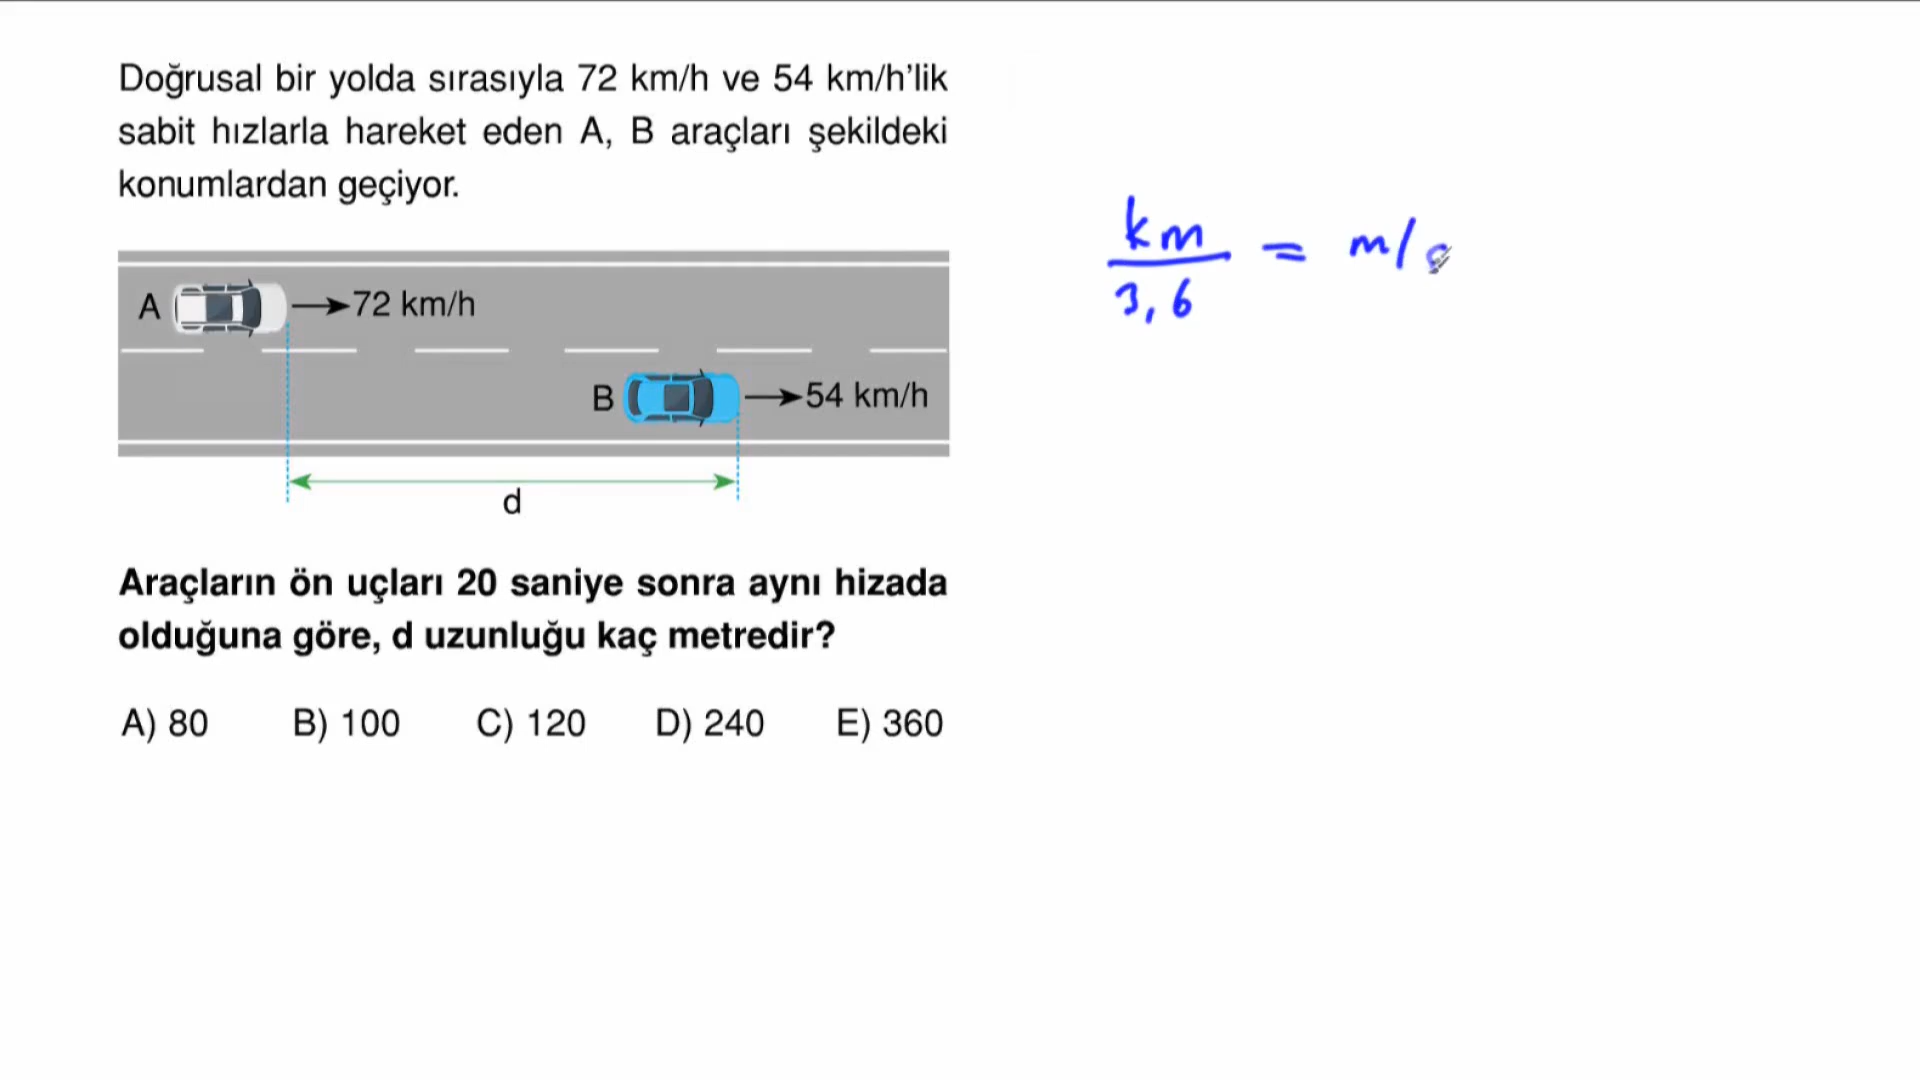 Doğrusal bir yolda sırasıyla 72 km/h ve 54 km/h’lik
sabit hızlarla hareket eden A, B araçları şekildeki
konumlardan geçiyor.
A
72 km/h
B
54 km/h
d
Araçların ön uçları 20 saniye sonra aynı hizada
olduğuna göre, d uzunluğu kaç metredir?
A) 80 B) 100 C) 120 D) 240 E) 360
km
3,6
= m/